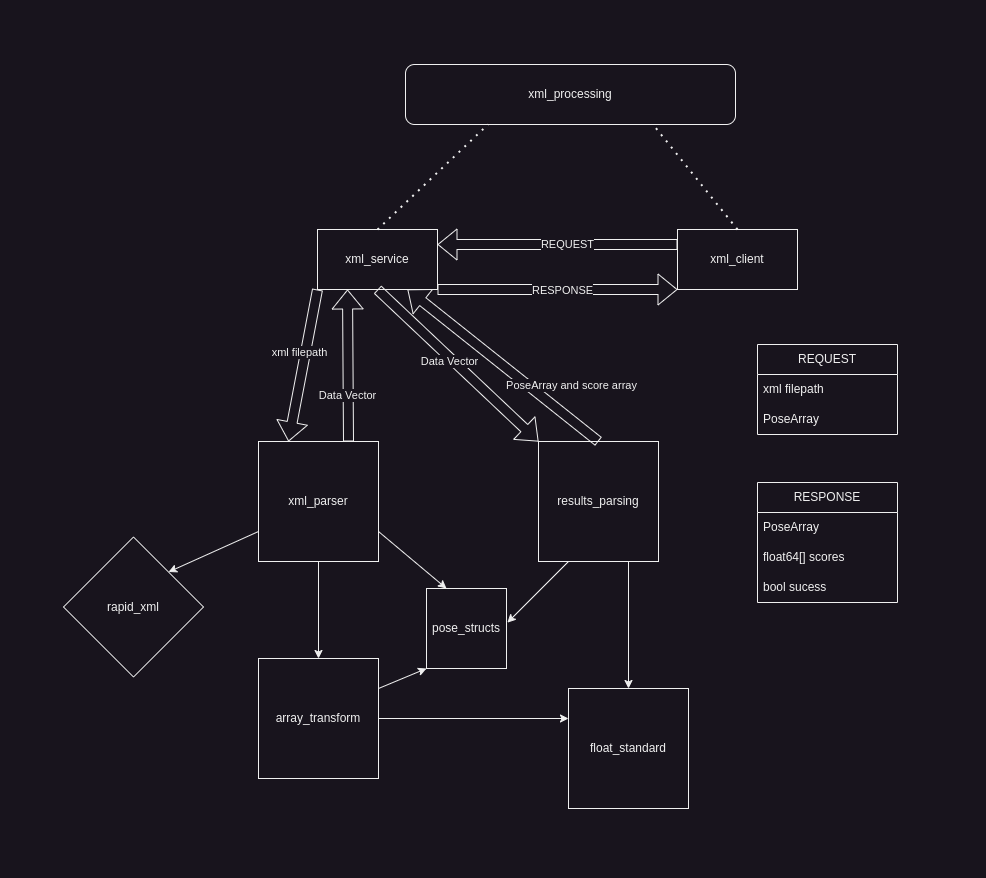 xml_processing
xml_service
REQUEST
xml_client
RESPONSE
xml filepath
Data Vector
Data Vector
PoseArray and score array
REQUEST
xml filepath
PoseArray
xml_parser
results_parsing
RESPONSE
PoseArray
float64[] scores
bool sucess
rapid_xml
pose_structs
array_transform
float_standard